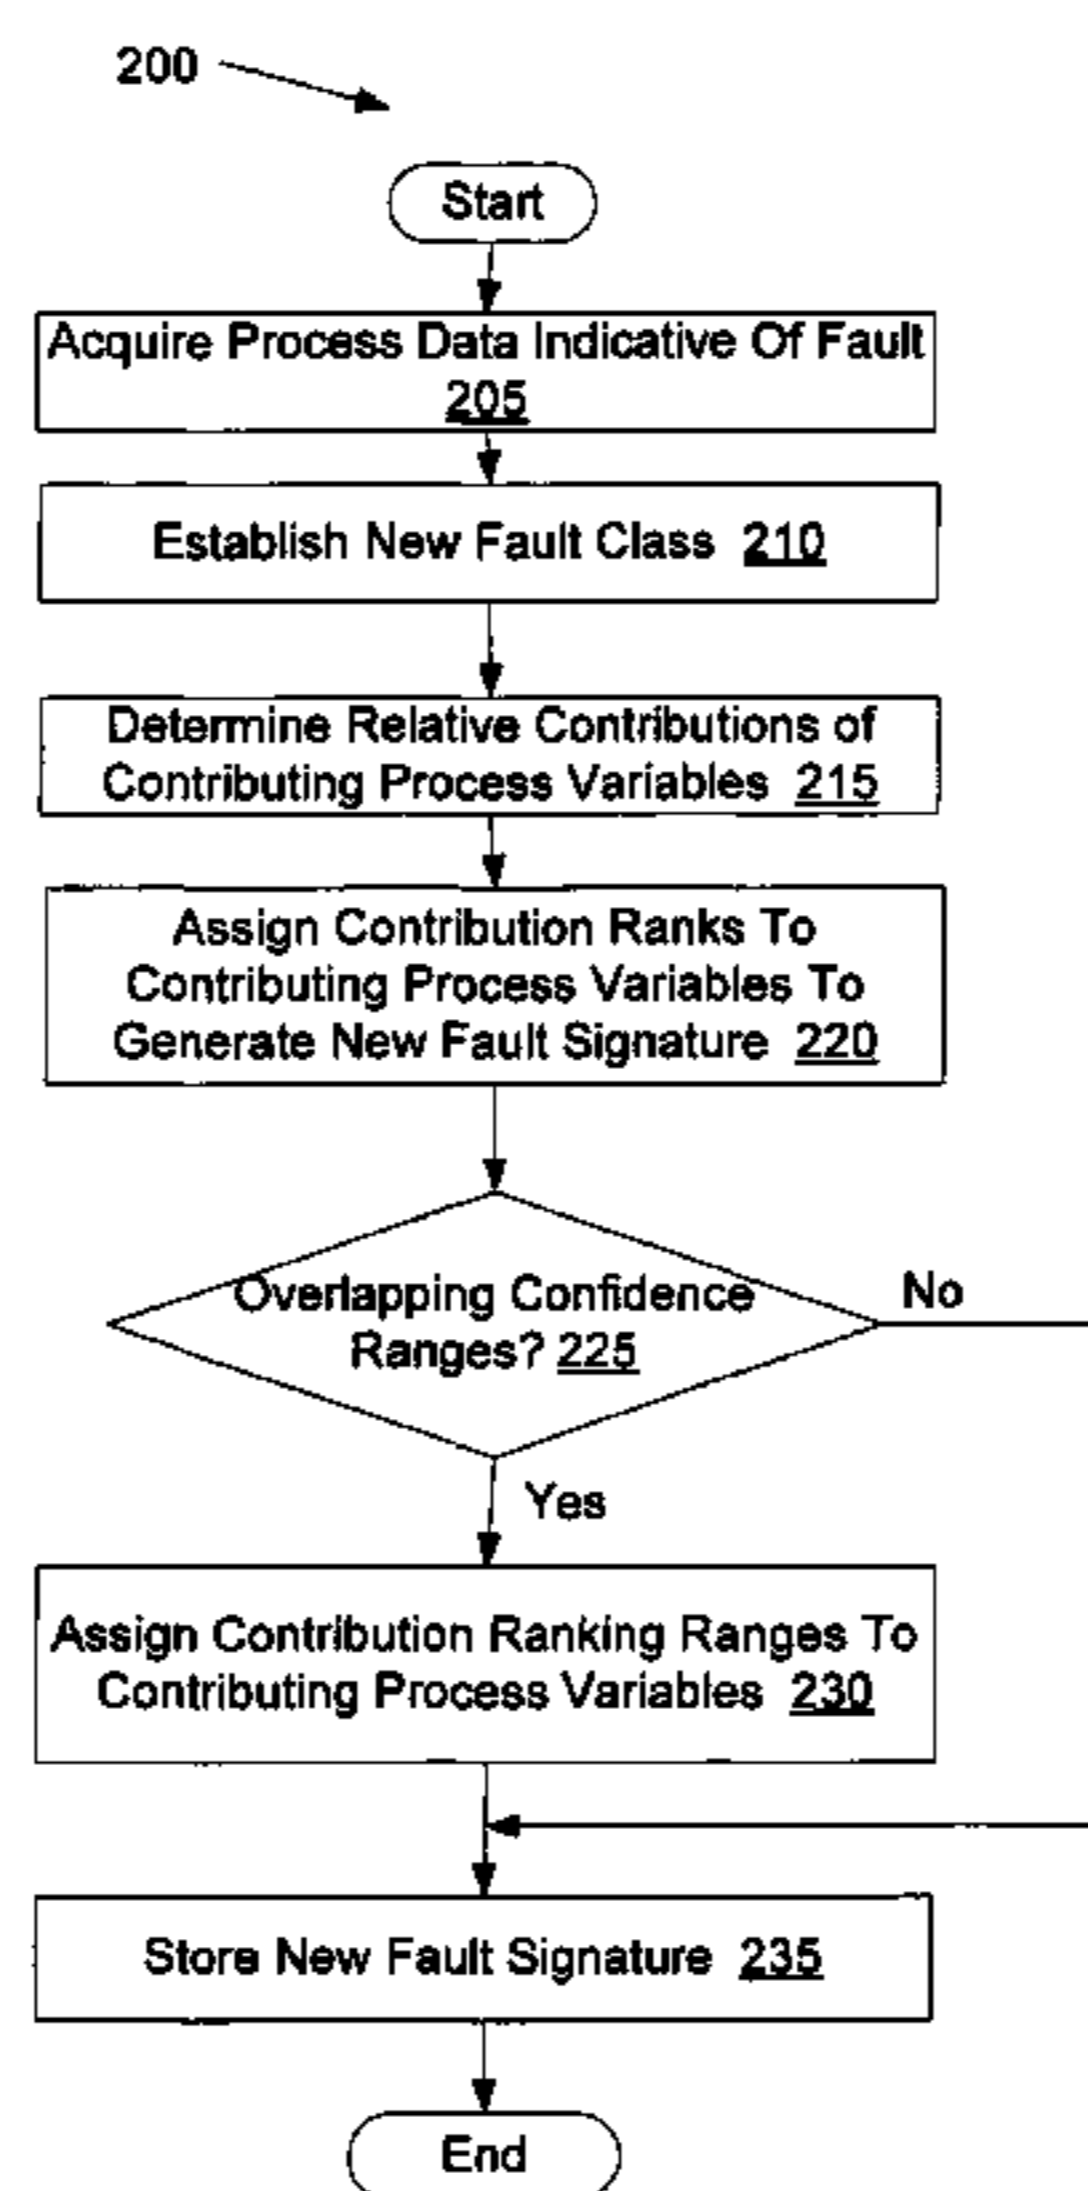 200
Start
Acquire Process Data Indicative Of Fault
205
Establish New Fault Class 210
Determine Relative Contributions of
Contributing Process Variables 215
Assign Contribution Ranks To
Contributing Process Variables To
Generate New Fault Signature 220
Overlapping Confidence
Ranges? 225
No
Yes
Assign Contribution Ranking Ranges To
Contributing Process Variables 230
Store New Fault Signature 235
End